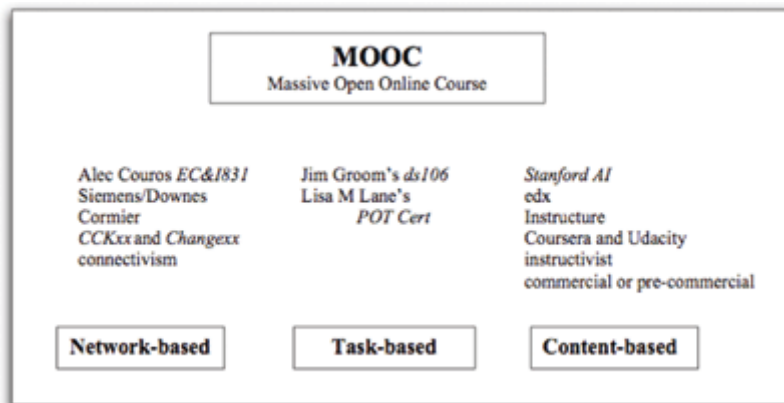 MOOC
Massive Open Online Course
Alec Couros EC&I831
Siemens/Downes
Cormier
CCKxx and Changexx
connectivism
Jim Groom's ds106
Lisa M Lane's
POT Cert
Stanford AI
edx
Instructure
Coursera and Udacity
instructivist
commercial or pre-commercial
Network-based
Task-based
Content-based